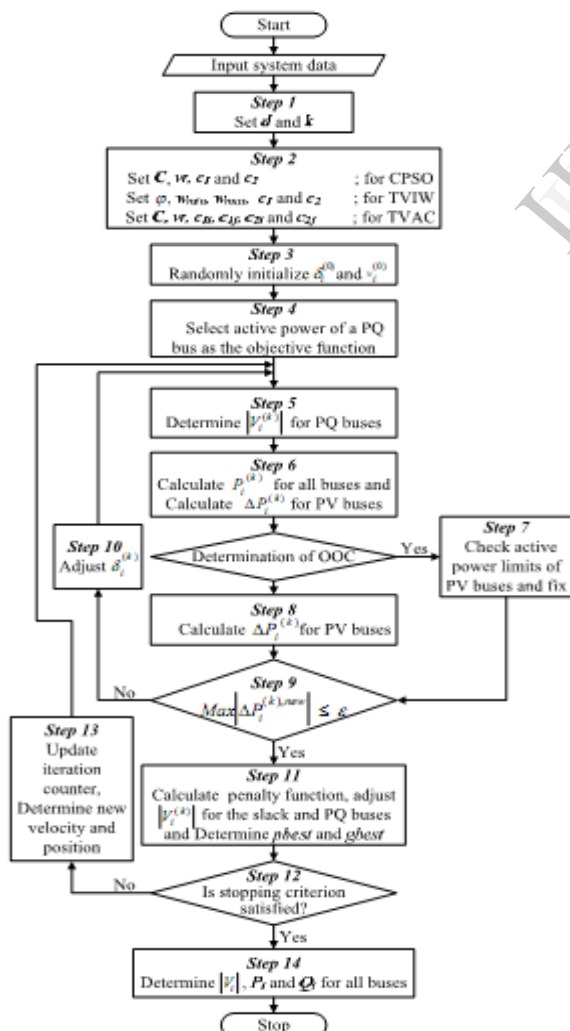 Start
Input system data
Step 1
Set d and k
Step 2
Set C, vr, c₁ and c₂ ; for CPSO
Set φ, wₘᵢₙ, wₘₐₓ, c₁ and c₂ ; for TVIW
Set C, vr, c₁ᵢ, c₁f, c₂ᵢ and c₂f ; for TVAC
Step 3
Randomly initialize δᵢ⁽⁰⁾ and vᵢ⁽⁰⁾
Step 4
Select active power of a PQ
bus as the objective function
Step 5
Determine |Vᵢ⁽ᵏ⁾| for PQ buses
Step 6
Calculate Pᵢ⁽ᵏ⁾ for all buses and
Calculate ΔPᵢ⁽ᵏ⁾ for PV buses
Determination of OOC
Yes
Step 7
Check active
power limits of
PV buses and fix
Step 10
Adjust δᵢ⁽ᵏ⁾
Step 8
Calculate ΔPᵢ⁽ᵏ⁾ for PV buses
Step 9
Max|ΔPᵢ⁽ᵏ⁾,ⁿᵉʷ| ≤ ε
No
Yes
Step 13
Update
iteration
counter,
Determine new
velocity and
position
Step 11
Calculate penalty function, adjust
|Vᵢ⁽ᵏ⁾| for the slack and PQ buses
and Determine pbest and gbest
Step 12
Is stopping criterion
satisfied?
No
Yes
Step 14
Determine |Vᵢ|, Pᵢ and Qᵢ for all buses
Stop